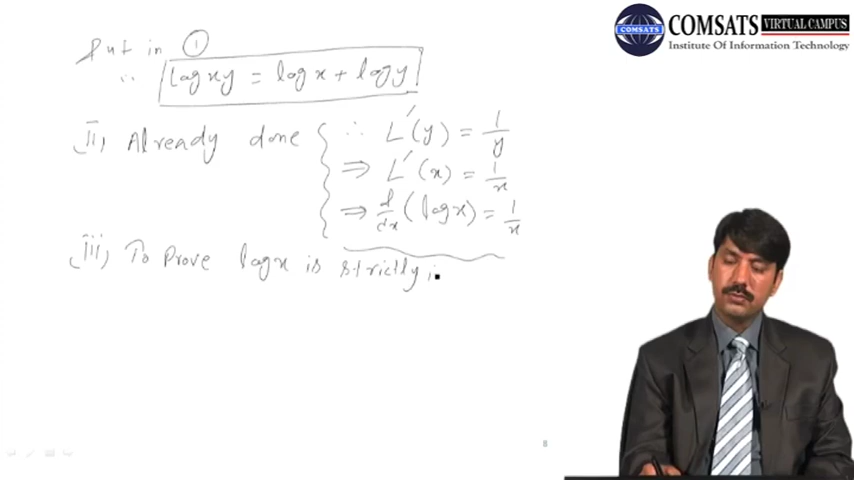 COMSATS VIRTUAL CAMPUS
COMSATS
Institute Of Information Technology
Put in ①
∴ log xy = log x + log y
ii, Already done { ∴ L'(y) = 1/y
⇒ L'(x) = 1/x
⇒ d/dx (log x) = 1/x
iii, To Prove log x is strictly i